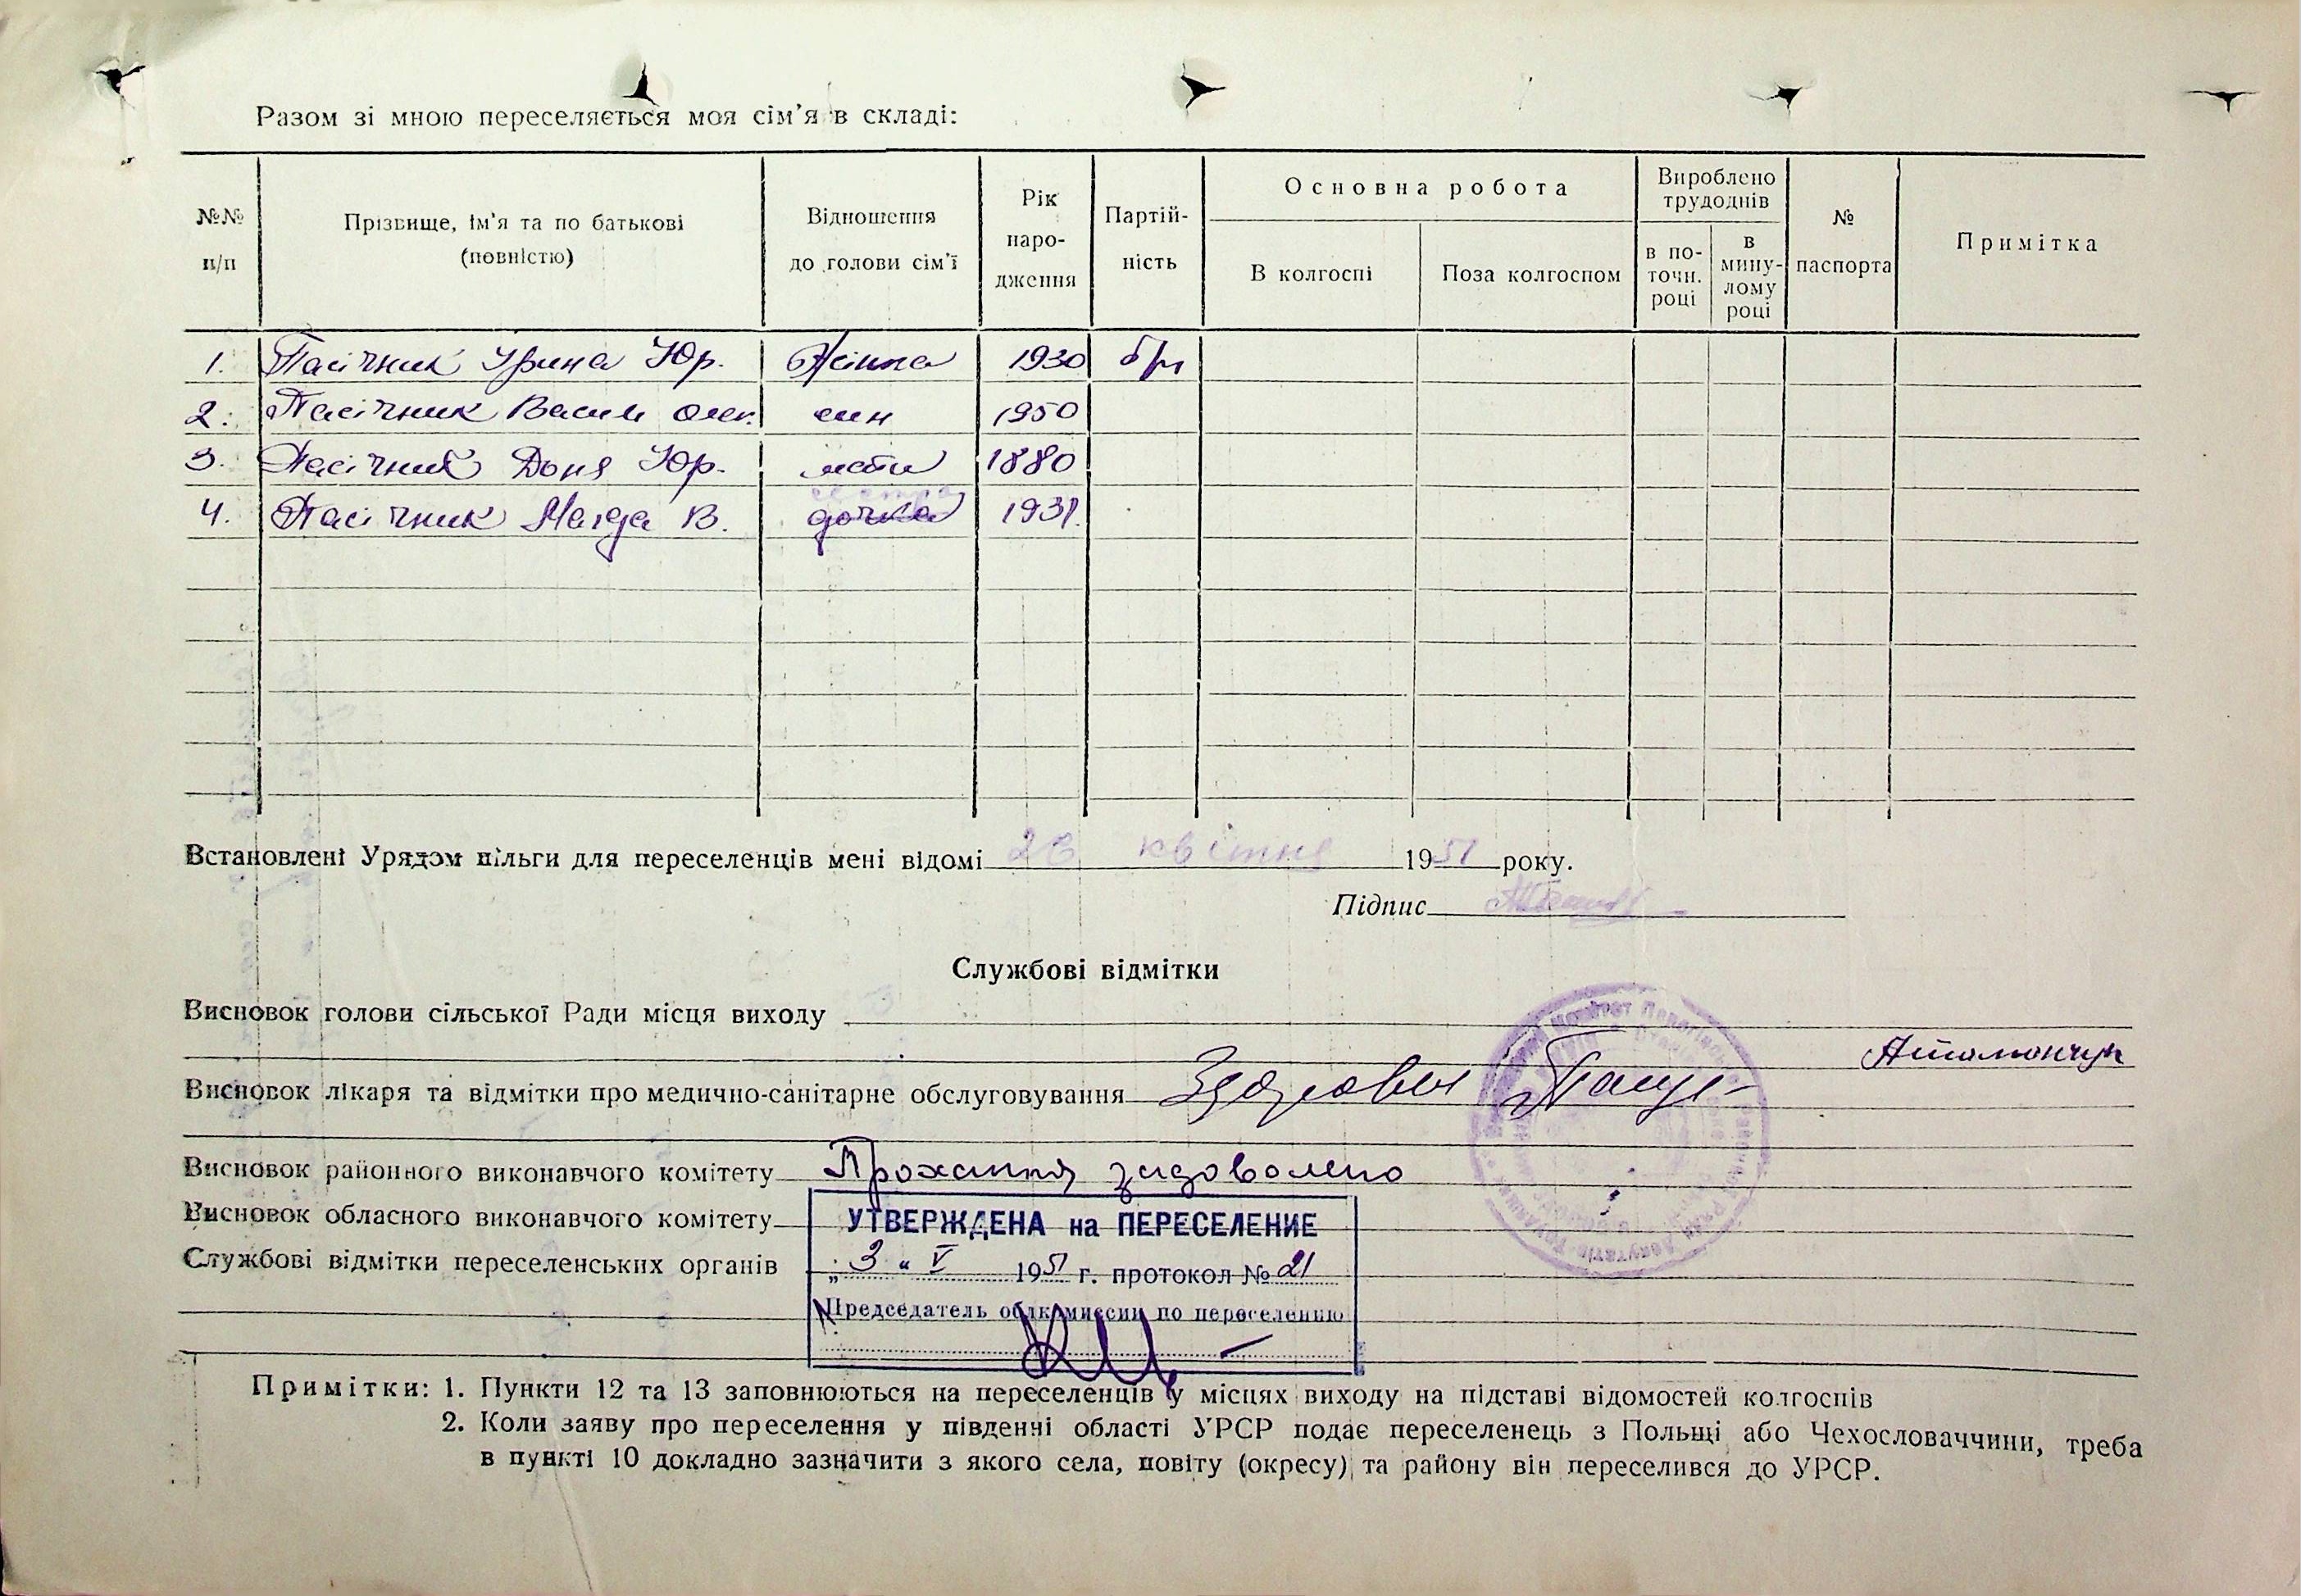 Разом зі мною переселяється моя сім'я в складі:
№№ п/п
Прізвище, ім'я та по батькові (повністю)
Відношення до голови сім'ї
Рік народження
Партійність
Основна робота
В колгоспі
Поза колгоспом
Вироблено трудоднів
в поточн. році
в минулому році
№ паспорта
Примітка
1. Пасічник Ірина Юр. жінка 1930 б/п
2. Пасічник Васил Олек. син 1950
3. Пасічник Доня Юр. мати 1880
сестра
4. Пасічник Магда В. дочка 1931.
Встановлені Урядом пільги для переселенців мені відомі 26 квітня 1951 року.
Підпис
Службові відмітки
Висновок голови сільської Ради місця виходу
Висновок лікаря та відмітки про медично-санітарне обслуговування Здорови
Висновок районного виконавчого комітету Прохання задоволено
Висновок обласного виконавчого комітету
УТВЕРЖДЕНА на ПЕРЕСЕЛЕНИЕ
Службові відмітки переселенських органів
„3“ V 1951 г. протокол № 21
Председатель облкомиссии по переселению
Примітки: 1. Пункти 12 та 13 заповнюються на переселенців у місцях виходу на підставі відомостей колгоспів
2. Коли заяву про переселення у південні області УРСР подає переселенець з Польщі або Чехословаччини, треба
в пункті 10 докладно зазначити з якого села, повіту (окресу) та району він переселився до УРСР.